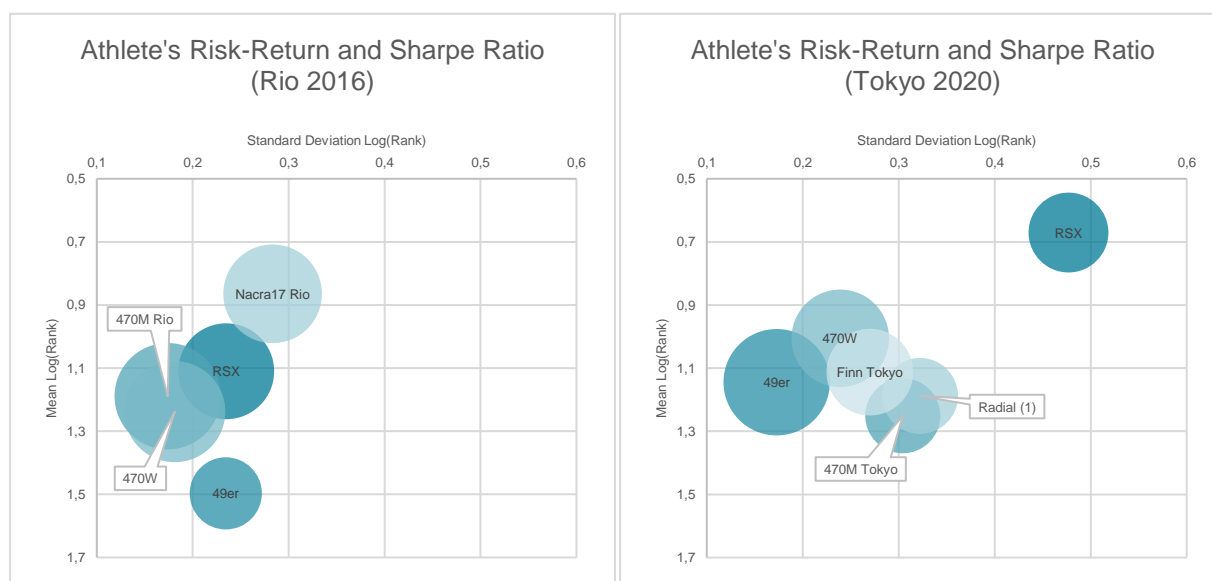 Athlete's Risk-Return and Sharpe Ratio
(Rio 2016)
Standard Deviation Log(Rank)
0,1 0,2 0,3 0,4 0,5 0,6
0,5
0,7
0,9
1,1
1,3
1,5
1,7
Mean Log(Rank)
Nacra17 Rio
470M Rio
RSX
470W
49er
Athlete's Risk-Return and Sharpe Ratio
(Tokyo 2020)
Standard Deviation Log(Rank)
0,1 0,2 0,3 0,4 0,5 0,6
0,5
0,7
0,9
1,1
1,3
1,5
1,7
Mean Log(Rank)
RSX
470W
Finn Tokyo
49er
Radial (1)
470M Tokyo